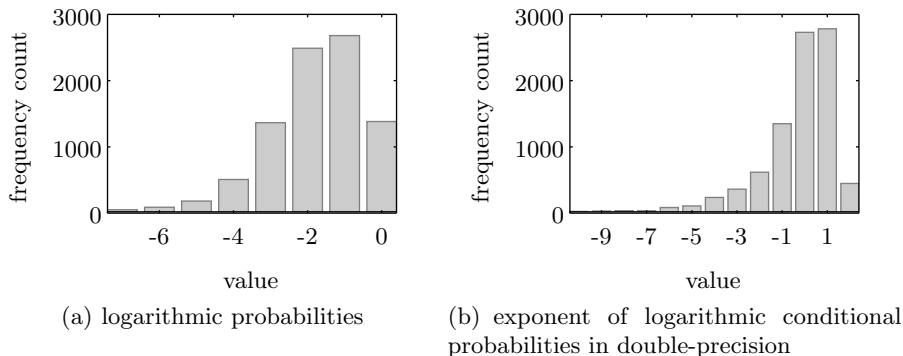 3000
2000
1000
0
frequency count
-6 -4 -2 0
value
(a) logarithmic probabilities
3000
2000
1000
0
frequency count
-9 -7 -5 -3 -1 1
value
(b) exponent of logarithmic conditional
probabilities in double-precision